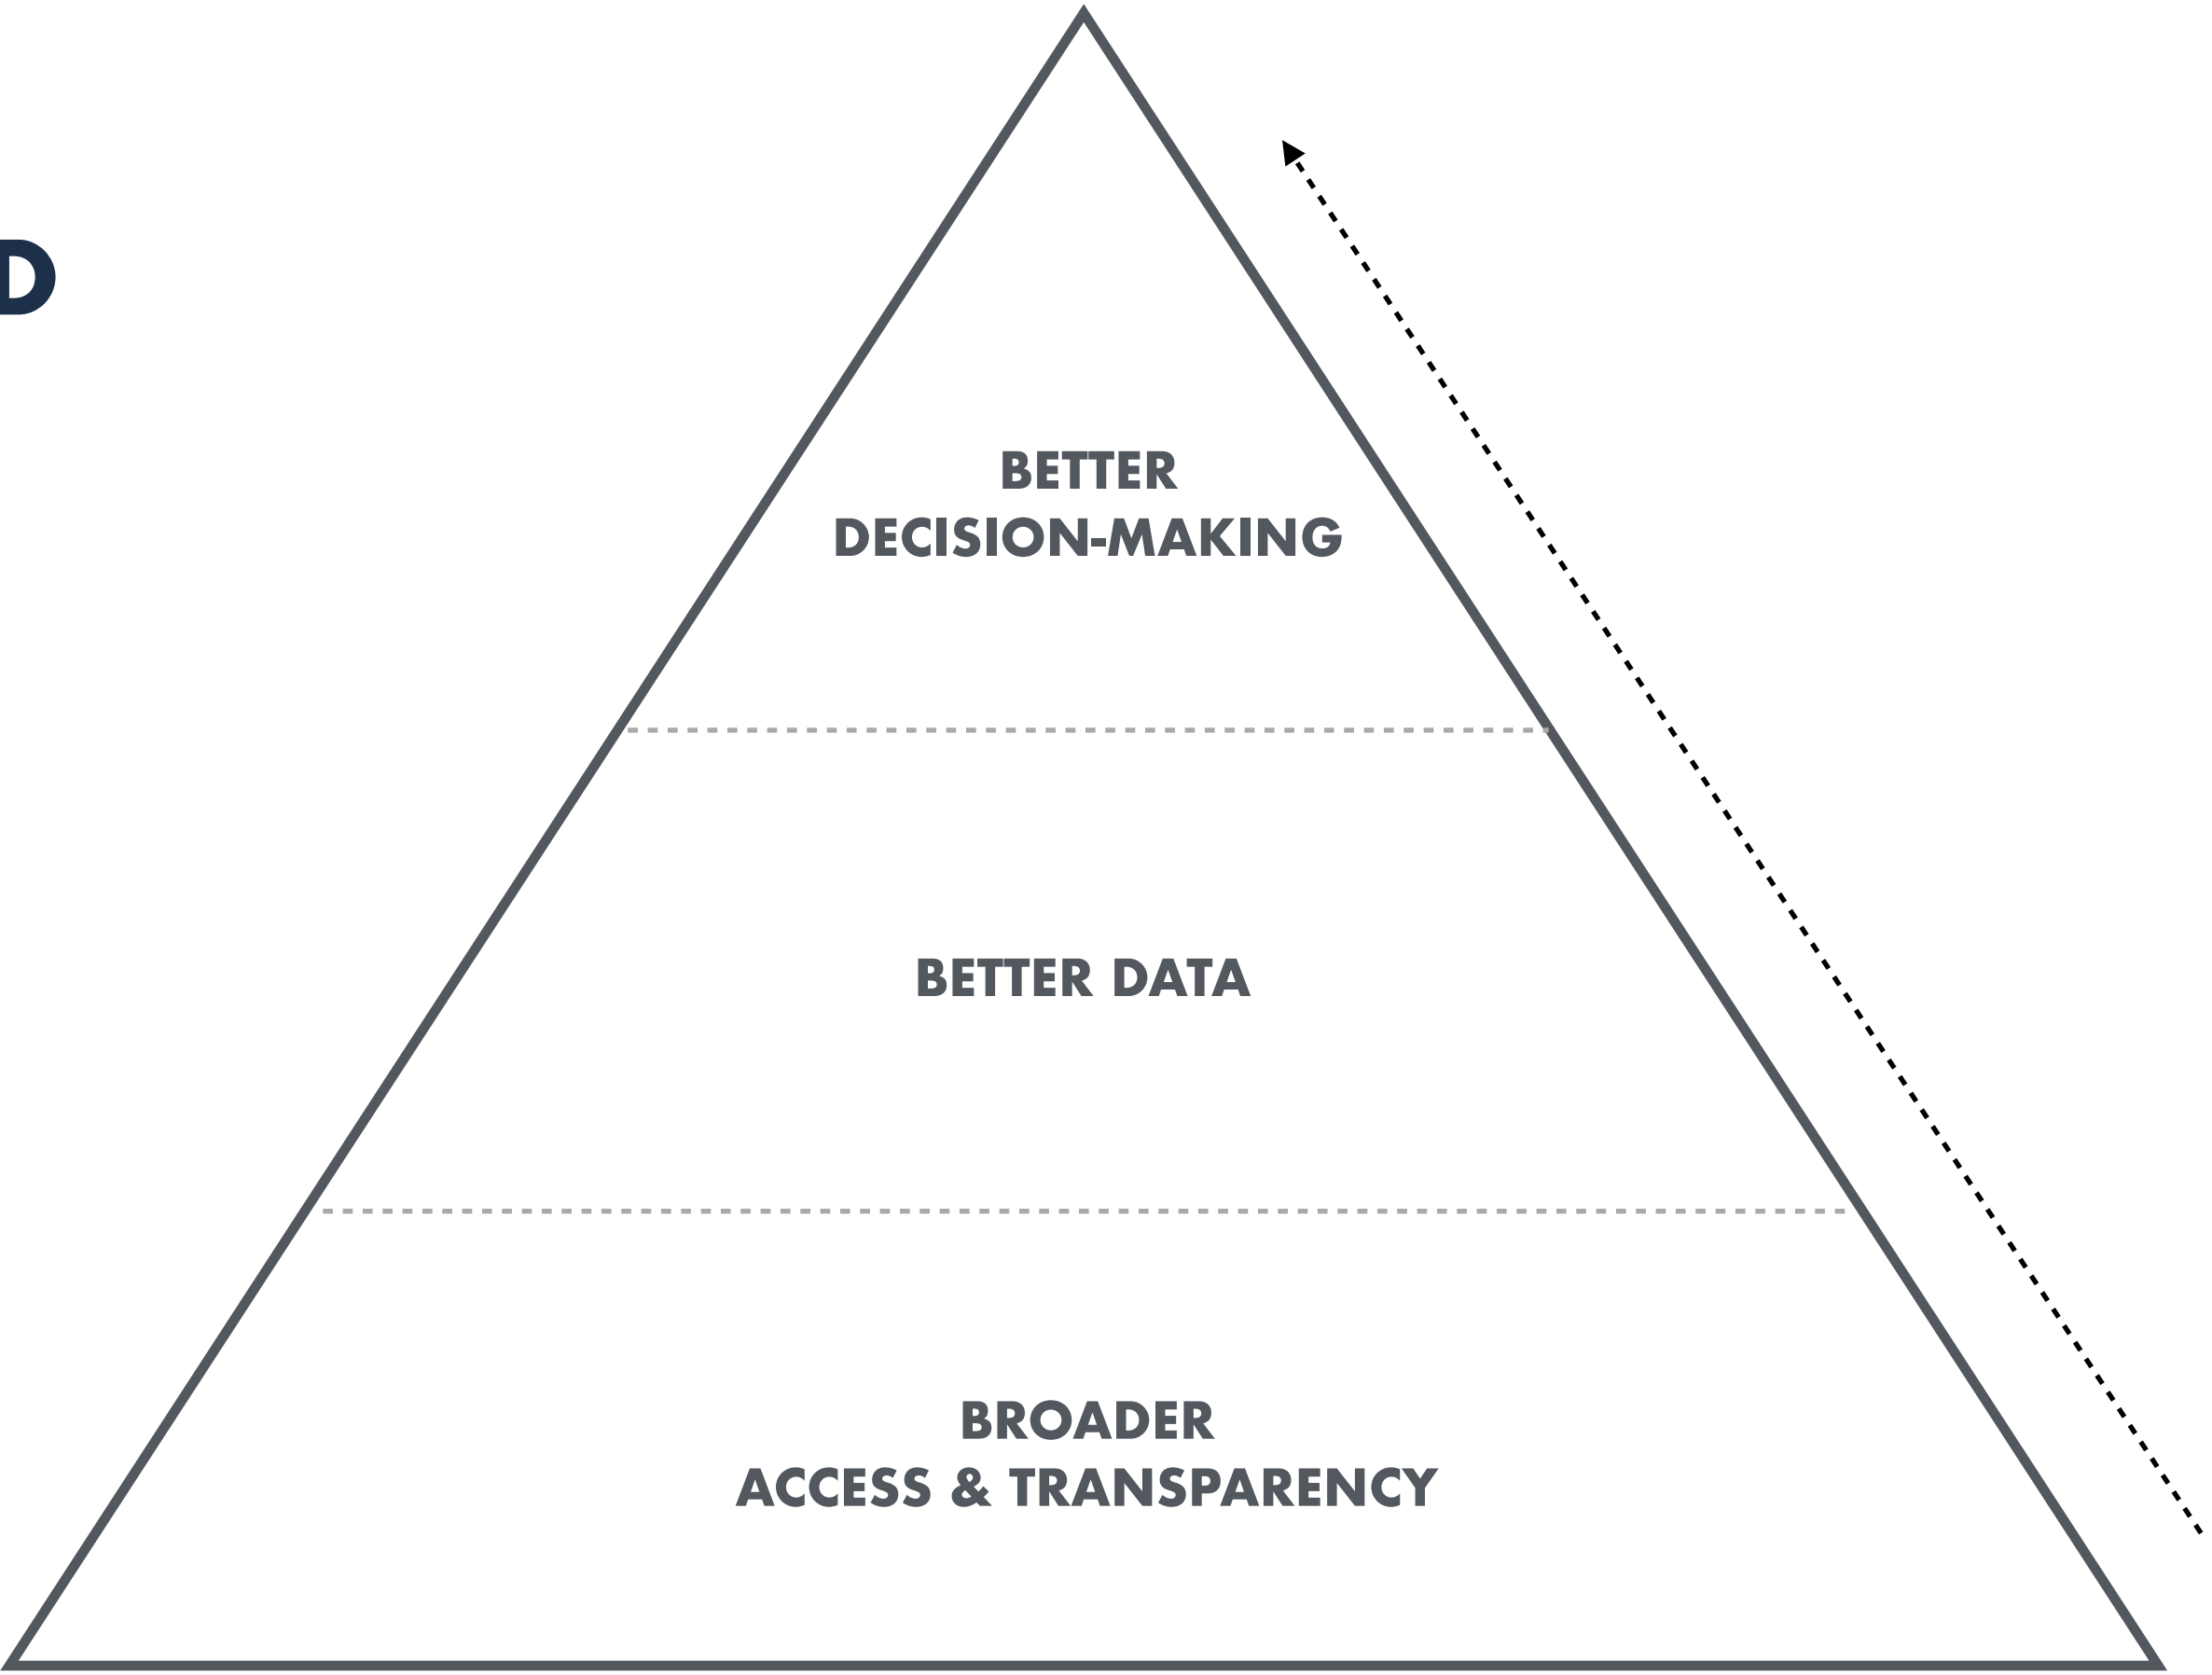 D
BETTER
DECISION-MAKING
BETTER DATA
BROADER
ACCESS & TRANSPARENCY